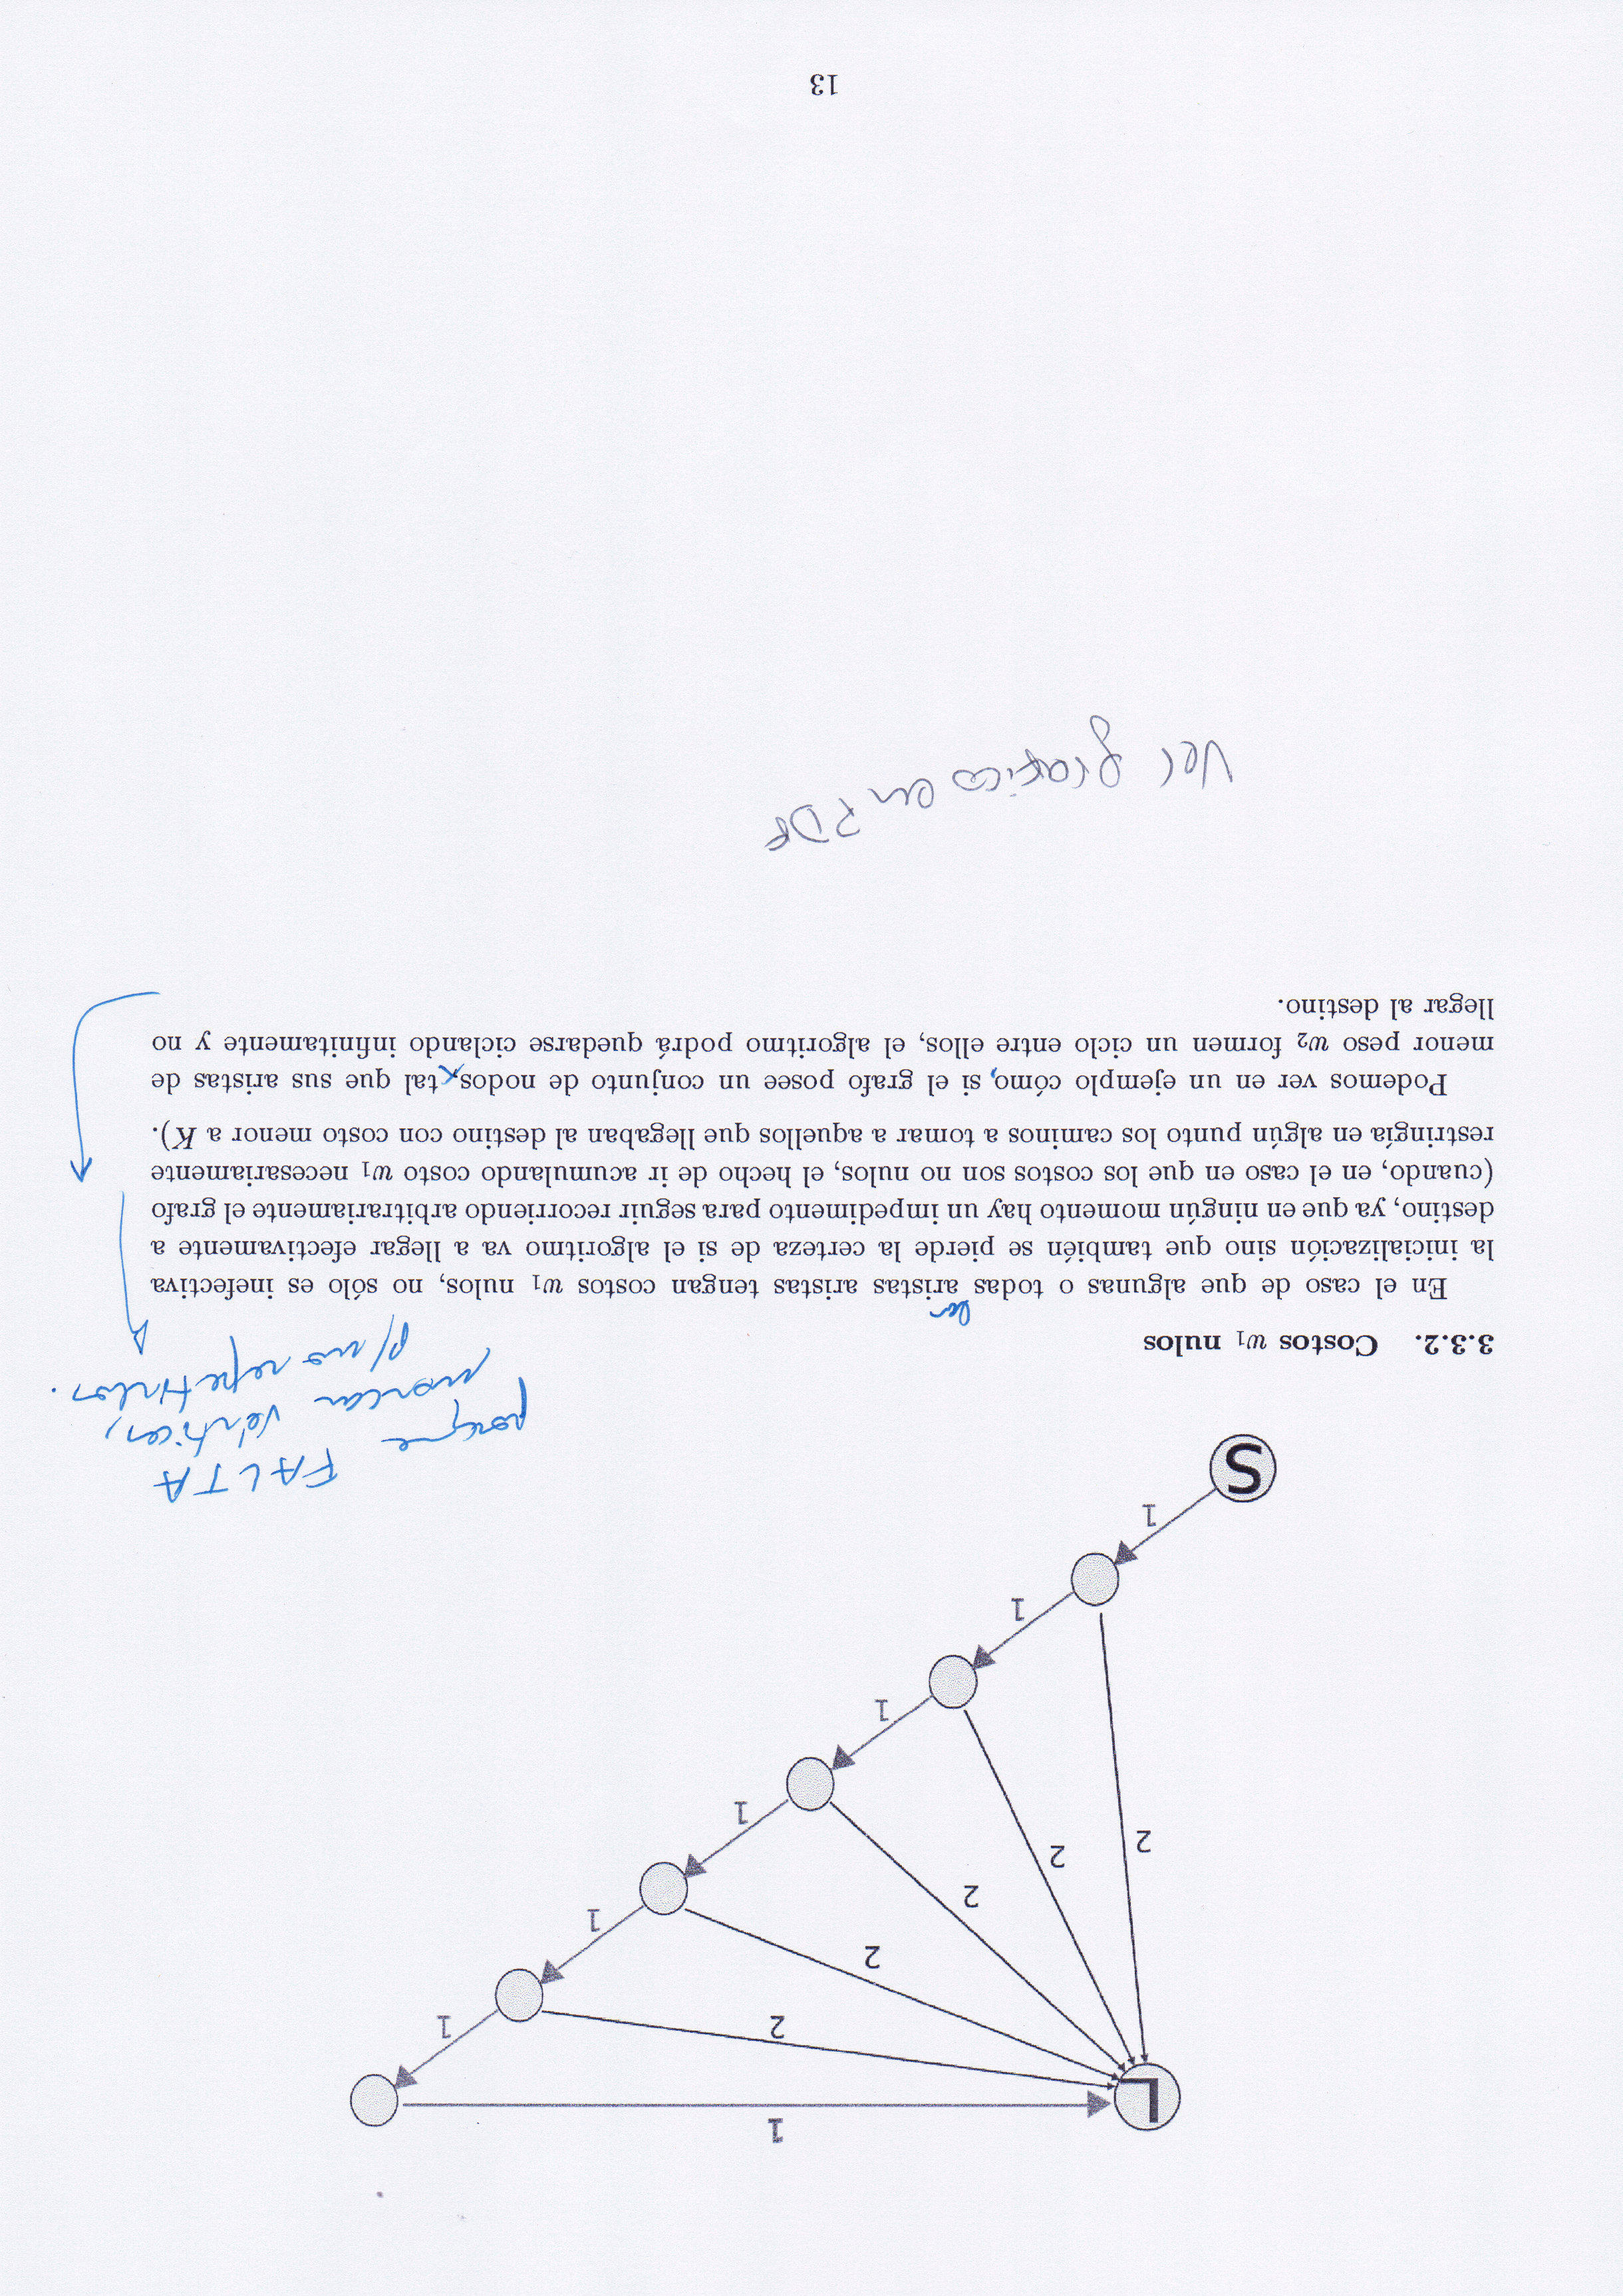 1
L
2
1
2
1
2
1
2
1
2
1
1
S
FALTA
porque
marcar vértices,
p/ no repetirlos.
3.3.2. Costos w₁ nulos
las
En el caso de que algunas o todas aristas aristas tengan costos w₁ nulos, no sólo es inefectiva
la inicialización sino que también se pierde la certeza de si el algoritmo va a llegar efectivamente a
destino, ya que en ningún momento hay un impedimento para seguir recorriendo arbitrariamente el grafo
(cuando, en el caso en que los costos son no nulos, el hecho de ir acumulando costo w₁ necesariamente
restringía en algún punto los caminos a tomar a aquellos que llegaban al destino con costo menor a K).
Podemos ver en un ejemplo cómo, si el grafo posee un conjunto de nodos, tal que sus aristas de
menor peso w₂ formen un ciclo entre ellos, el algoritmo podrá quedarse ciclando infinitamente y no
llegar al destino.
Ver grafico en PDF
13